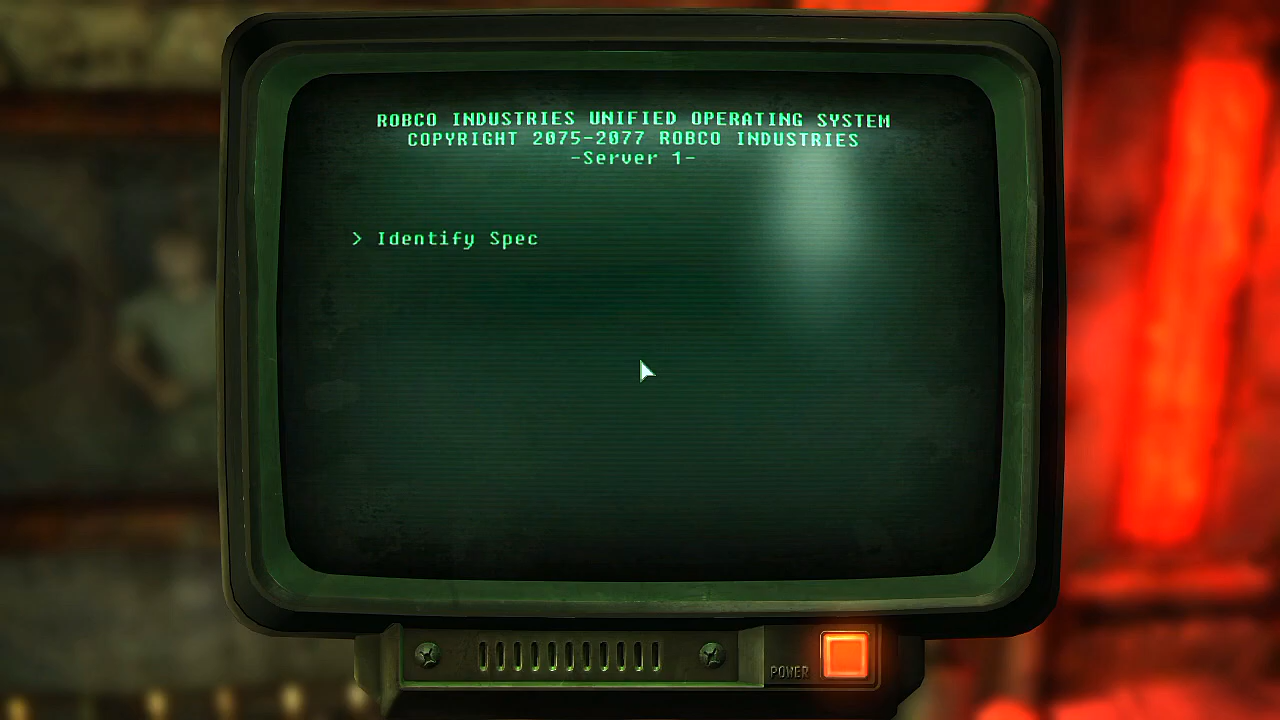 ROBCO INDUSTRIES UNIFIED OPERATING SYSTEM
COPYRIGHT 2075-2077 ROBCO INDUSTRIES
-Server 1-
> Identify Spec
POWER